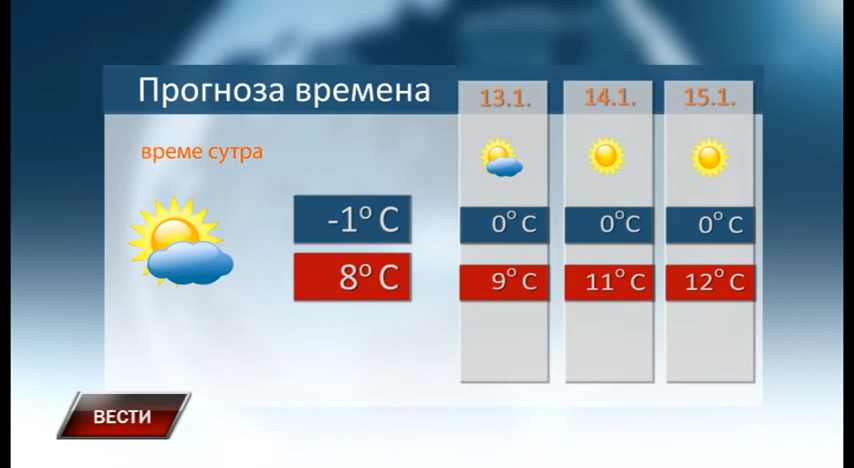 Прогноза времена
време сутра
-1° C
8° C
13.1.
14.1.
15.1.
0° C
0°C
0° C
9° C
11° C
12° C
ВЕСТИ